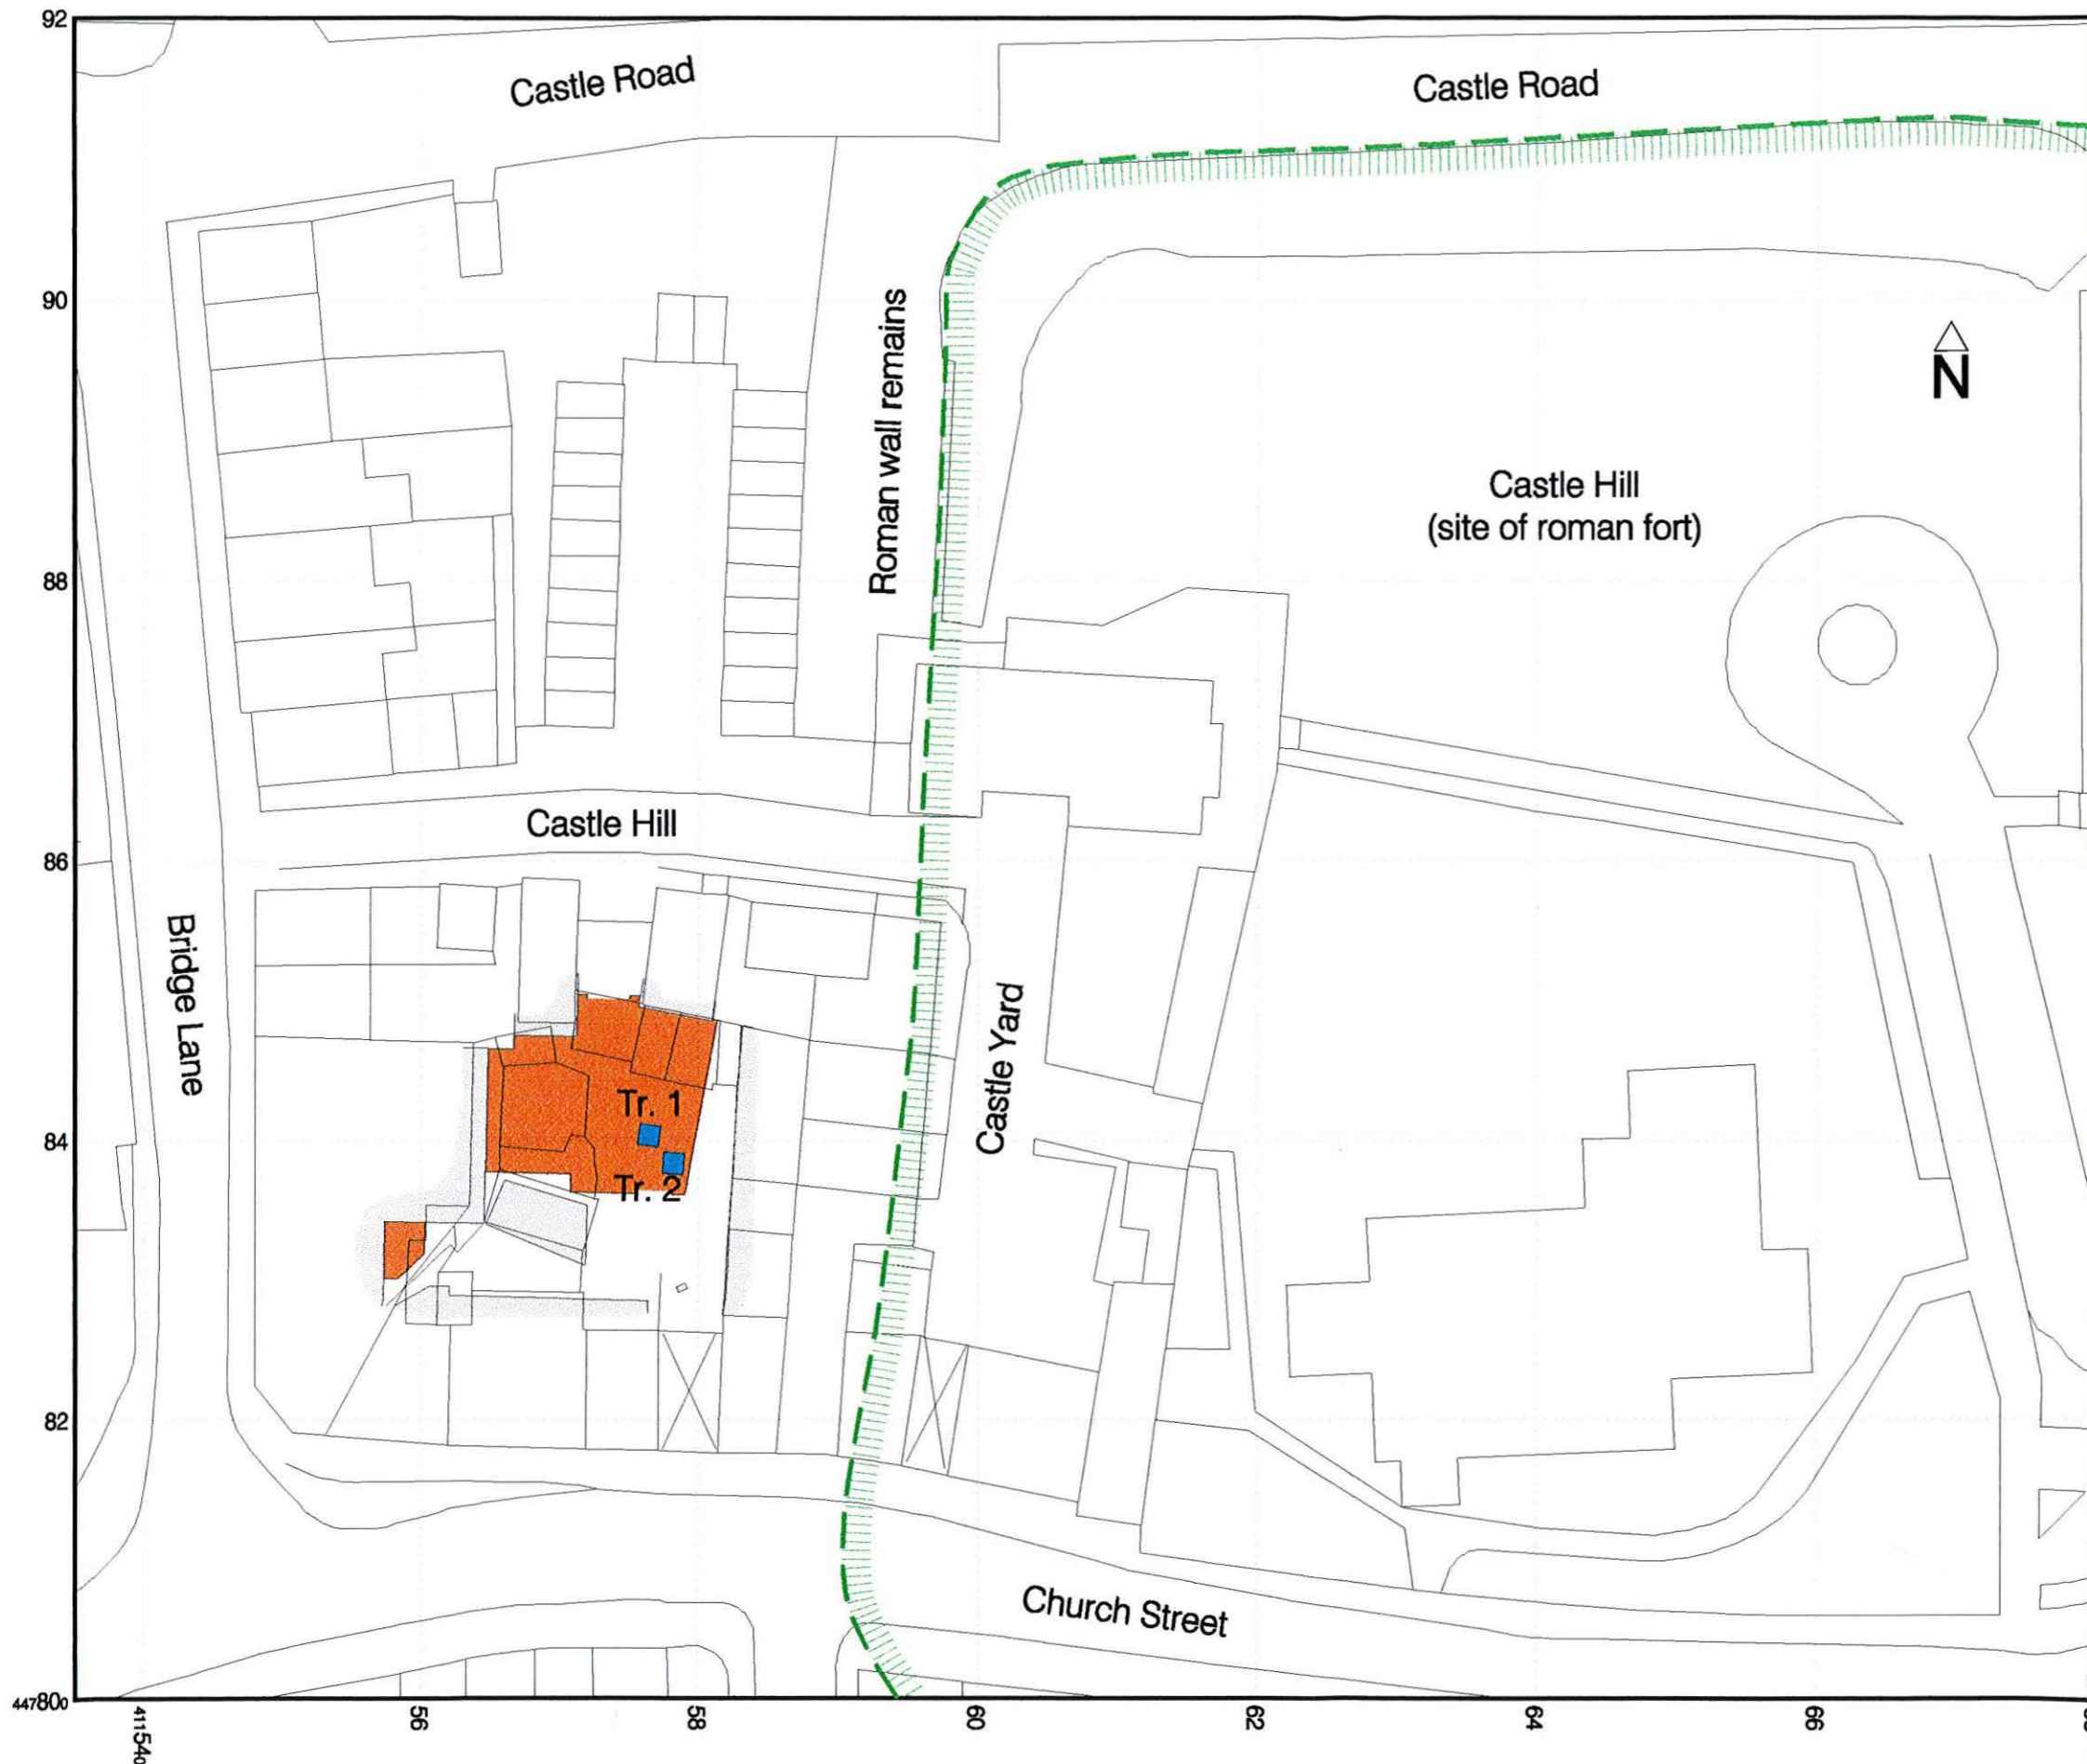 92
Castle Road
Castle Road
90
Roman wall remains
N
Castle Hill
(site of roman fort)
88
Castle Hill
86
Bridge Lane
Castle Yard
Tr. 1
84
Tr. 2
82
Church Street
447800
411540
56
58
60
62
64
66